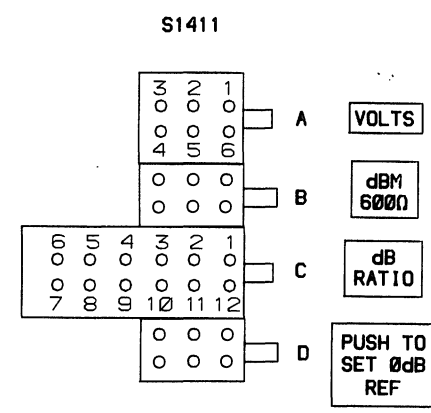 S1411
3 2 1
4 5 6
A
VOLTS
B
dBM
600Ω
6 5 4 3 2 1
7 8 9 10 11 12
C
dB
RATIO
D
PUSH TO
SET 0dB
REF